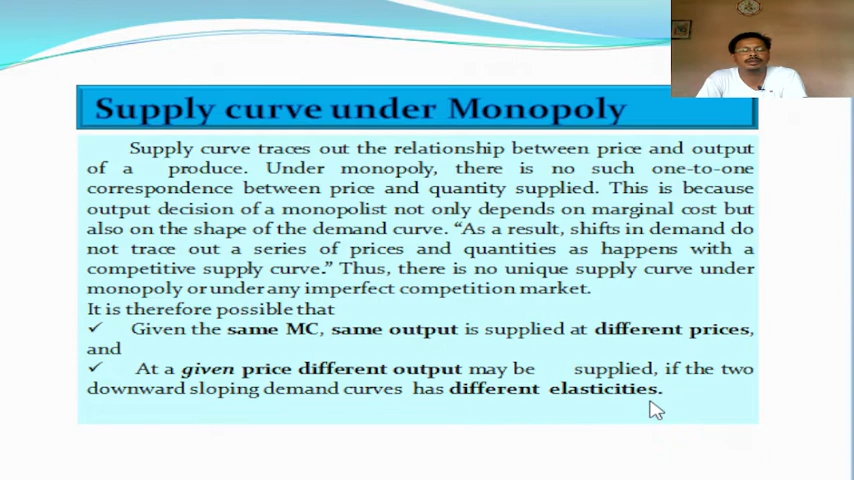 Supply curve under Monopoly
Supply curve traces out the relationship between price and output
of a produce. Under monopoly, there is no such one-to-one
correspondence between price and quantity supplied. This is because
output decision of a monopolist not only depends on marginal cost but
also on the shape of the demand curve. “As a result, shifts in demand do
not trace out a series of prices and quantities as happens with a
competitive supply curve.” Thus, there is no unique supply curve under
monopoly or under any imperfect competition market.
It is therefore possible that
✓ Given the same MC, same output is supplied at different prices,
and
✓ At a given price different output may be supplied, if the two
downward sloping demand curves has different elasticities.